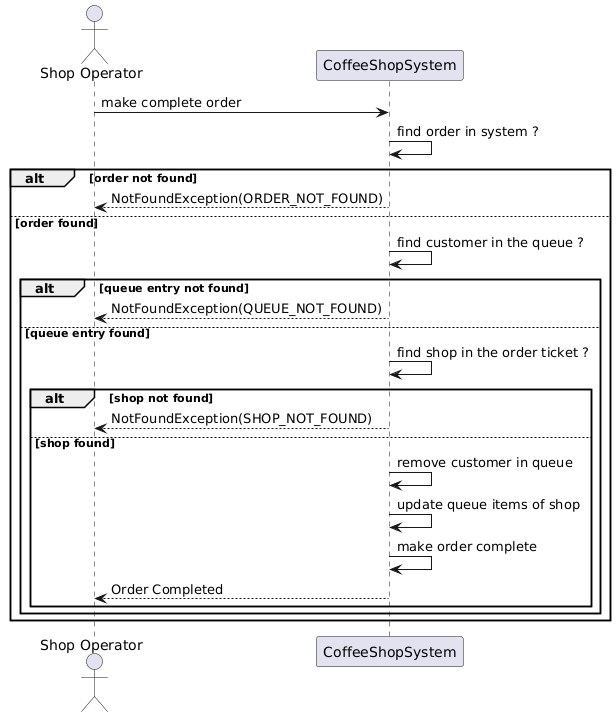 Shop Operator
CoffeeShopSystem
make complete order
find order in system ?
alt [order not found]
NotFoundException(ORDER_NOT_FOUND)
[order found]
find customer in the queue ?
alt [queue entry not found]
NotFoundException(QUEUE_NOT_FOUND)
[queue entry found]
find shop in the order ticket ?
alt [shop not found]
NotFoundException(SHOP_NOT_FOUND)
[shop found]
remove customer in queue
update queue items of shop
make order complete
Order Completed
Shop Operator
CoffeeShopSystem